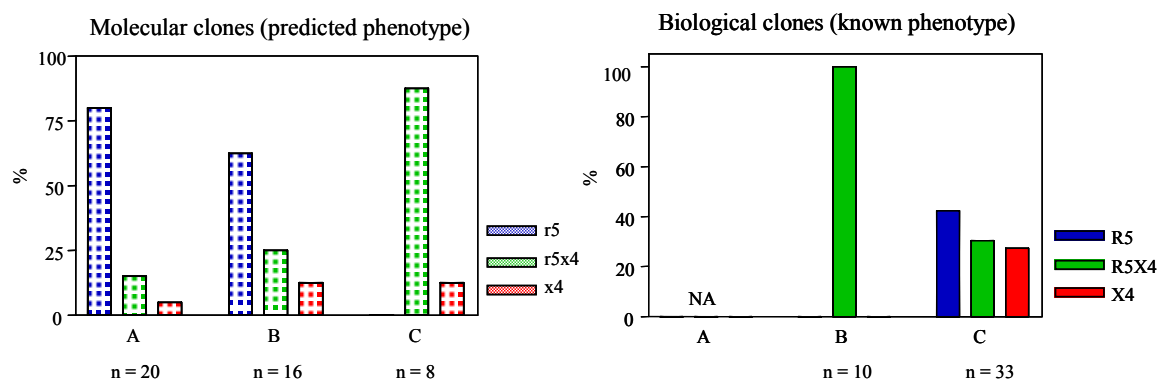 Molecular clones (predicted phenotype)
100
75
50
25
0
%
A
B
C
n = 20
n = 16
n = 8
r5
r5x4
x4
Biological clones (known phenotype)
100
80
60
40
20
0
%
NA
A
B
C
n = 10
n = 33
R5
R5X4
X4